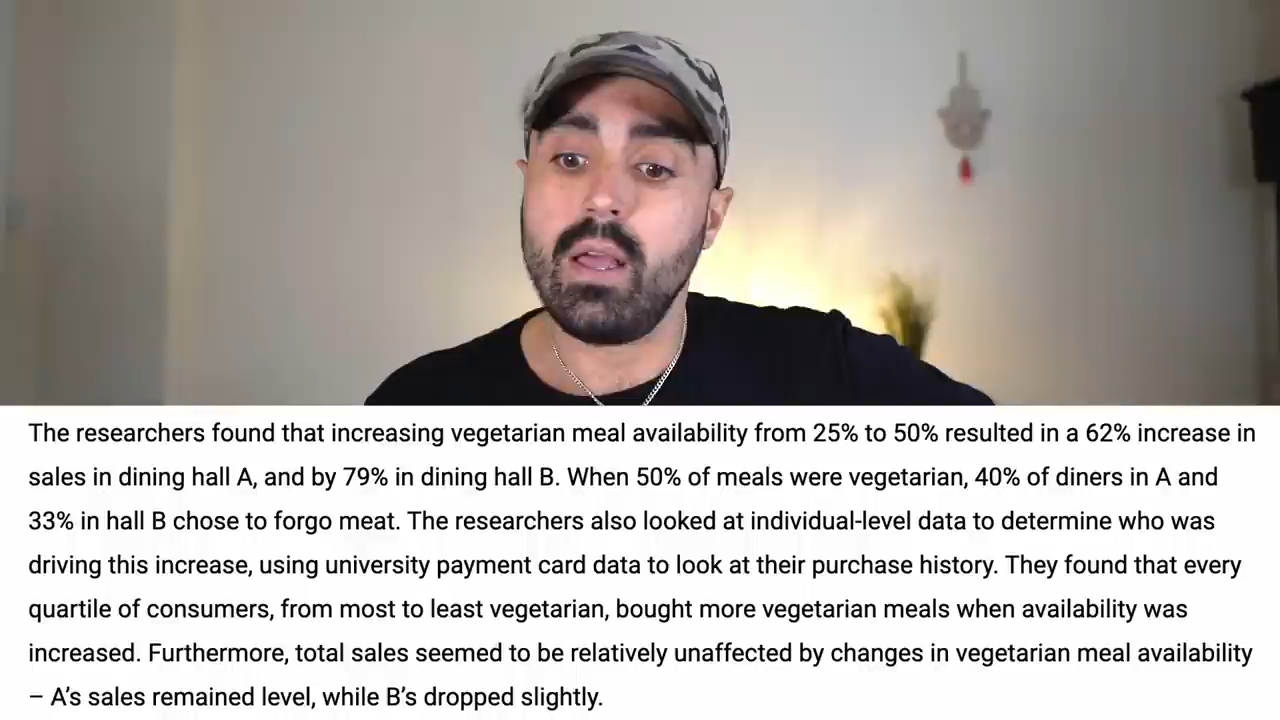 The researchers found that increasing vegetarian meal availability from 25% to 50% resulted in a 62% increase in
sales in dining hall A, and by 79% in dining hall B. When 50% of meals were vegetarian, 40% of diners in A and
33% in hall B chose to forgo meat. The researchers also looked at individual-level data to determine who was
driving this increase, using university payment card data to look at their purchase history. They found that every
quartile of consumers, from most to least vegetarian, bought more vegetarian meals when availability was
increased. Furthermore, total sales seemed to be relatively unaffected by changes in vegetarian meal availability
– A’s sales remained level, while B’s dropped slightly.